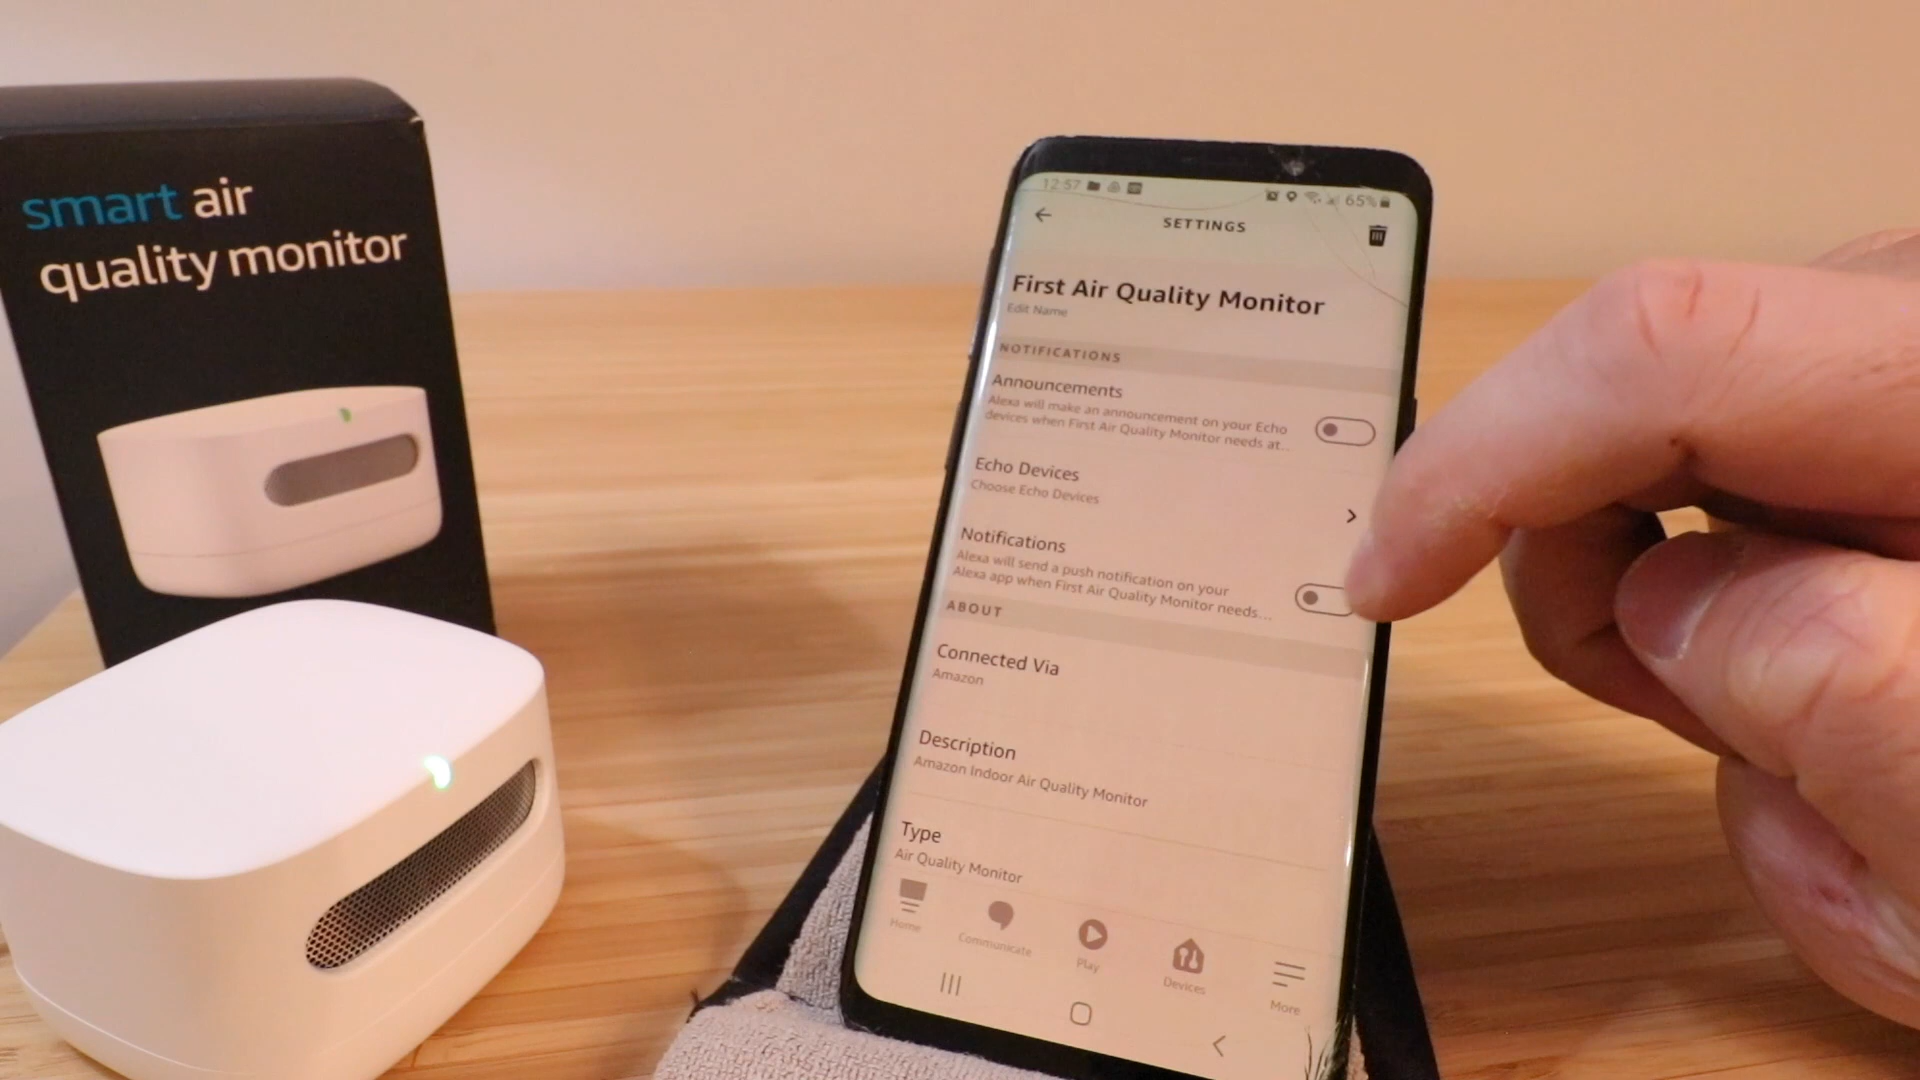 smart air
quality monitor
12:57
65%
SETTINGS
First Air Quality Monitor
Edit Name
NOTIFICATIONS
Announcements
Alexa will make an announcement on your Echo
devices when First Air Quality Monitor needs at...
Echo Devices
Choose Echo Devices
Notifications
Alexa will send a push notification on your
Alexa app when First Air Quality Monitor needs...
ABOUT
Connected Via
Amazon
Description
Amazon Indoor Air Quality Monitor
Type
Air Quality Monitor
Home
Communicate
Play
Devices
More